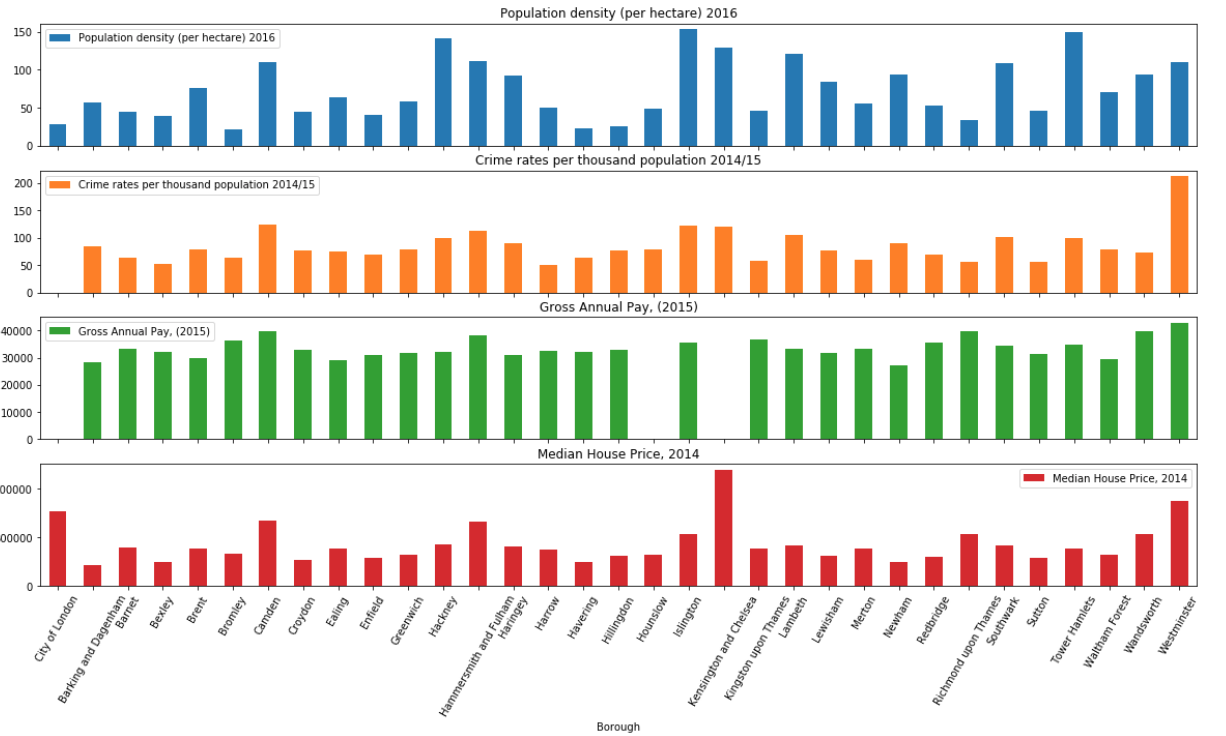 Population density (per hectare) 2016
Population density (per hectare) 2016
150
100
50
0
Crime rates per thousand population 2014/15
Crime rates per thousand population 2014/15
200
150
100
50
0
Gross Annual Pay, (2015)
Gross Annual Pay, (2015)
40000
30000
20000
10000
0
Median House Price, 2014
Median House Price, 2014
0
City of London
Barking and Dagenham
Barnet
Bexley
Brent
Bromley
Camden
Croydon
Ealing
Enfield
Greenwich
Hackney
Hammersmith and Fulham
Haringey
Harrow
Havering
Hillingdon
Hounslow
Islington
Kensington and Chelsea
Kingston upon Thames
Lambeth
Lewisham
Merton
Newham
Redbridge
Richmond upon Thames
Southwark
Sutton
Tower Hamlets
Waltham Forest
Wandsworth
Westminster
Borough